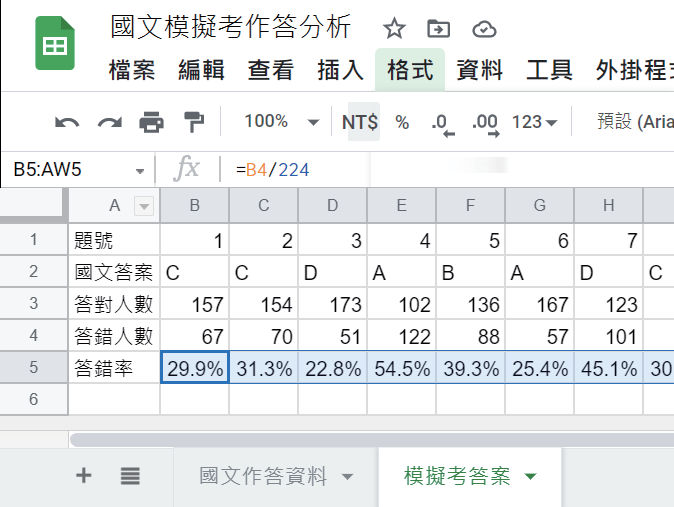 國文模擬考作答分析
檔案 編輯 查看 插入 格式 資料 工具 外掛程式
100% NT$ % .0 .00 123 預設 (Aria
B5:AW5 fx =B4/224
A B C D E F G H
1 題號 1 2 3 4 5 6 7
2 國文答案 C C D A B A D C
3 答對人數 157 154 173 102 136 167 123
4 答錯人數 67 70 51 122 88 57 101
5 答錯率 29.9% 31.3% 22.8% 54.5% 39.3% 25.4% 45.1% 30
6
+ 國文作答資料 模擬考答案